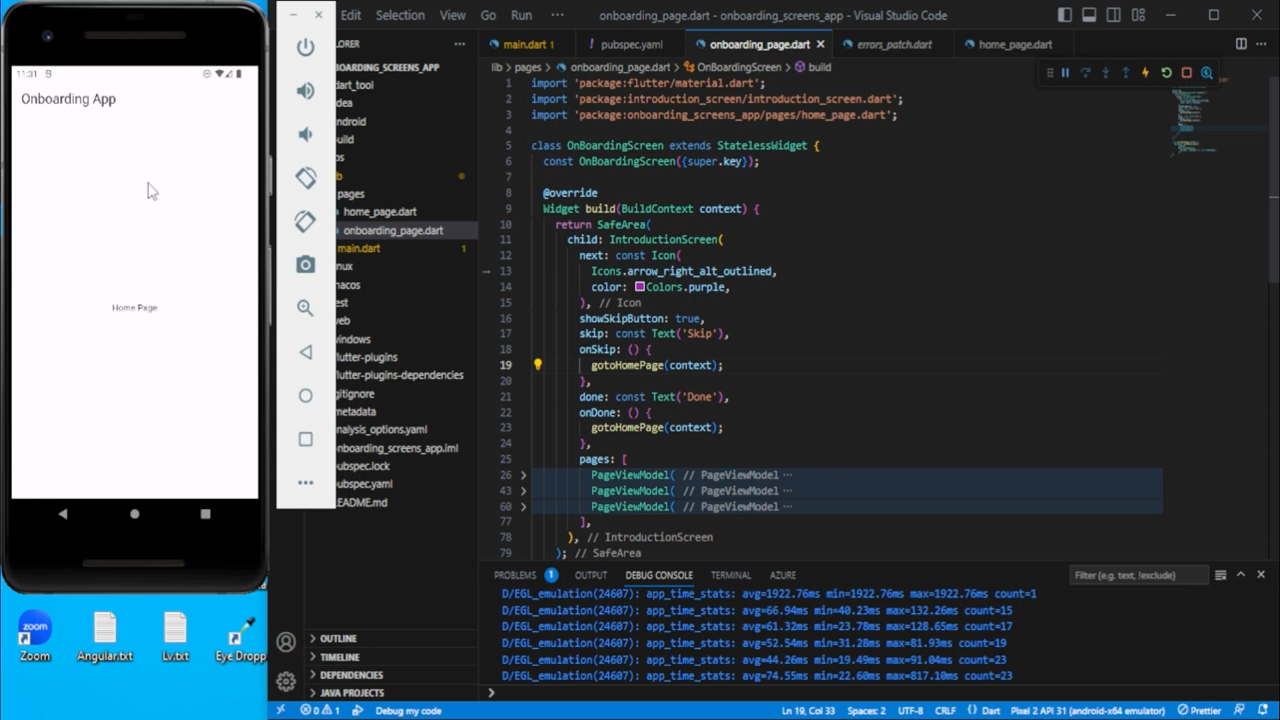 11:31
Onboarding App
Home Page
Zoom
Angular.txt
Lv.txt
Eye Dropp
Edit Selection View Go Run ··· onboarding_page.dart - onboarding_screens_app - Visual Studio Code
LORER ···
BOARDING_SCREENS_APP
dart_tool
dea
android
build
os
b
pages
home_page.dart
onboarding_page.dart
main.dart 1
nux
acos
est
veb
windows
flutter-plugins
flutter-plugins-dependencies
gitignore
metadata
analysis_options.yaml
onboarding_screens_app.iml
pubspec.lock
pubspec.yaml
EADME.md
OUTLINE
TIMELINE
DEPENDENCIES
JAVA PROJECTS
main.dart 1 pubspec.yaml onboarding_page.dart errors_patch.dart home_page.dart
lib > pages > onboarding_page.dart > OnBoardingScreen > build
1 import 'package:flutter/material.dart';
2 import 'package:introduction_screen/introduction_screen.dart';
3 import 'package:onboarding_screens_app/pages/home_page.dart';
4
5 class OnBoardingScreen extends StatelessWidget {
6 const OnBoardingScreen({super.key});
7
8 @override
9 Widget build(BuildContext context) {
10 return SafeArea(
11 child: IntroductionScreen(
12 next: const Icon(
13 Icons.arrow_right_alt_outlined,
14 color: Colors.purple,
15 ), // Icon
16 showSkipButton: true,
17 skip: const Text('Skip'),
18 onSkip: () {
19 gotoHomePage(context);
20 },
21 done: const Text('Done'),
22 onDone: () {
23 gotoHomePage(context);
24 },
25 pages: [
26 PageViewModel( // PageViewModel ···
43 PageViewModel( // PageViewModel ···
60 PageViewModel( // PageViewModel ···
77 ],
78 ), // IntroductionScreen
79 ); // SafeArea
PROBLEMS 1 OUTPUT DEBUG CONSOLE TERMINAL AZURE Filter (e.g. text, !exclude)
D/EGL_emulation(24607): app_time_stats: avg=1922.76ms min=1922.76ms max=1922.76ms count=1
D/EGL_emulation(24607): app_time_stats: avg=66.94ms min=40.23ms max=132.26ms count=15
D/EGL_emulation(24607): app_time_stats: avg=61.32ms min=23.78ms max=128.65ms count=17
D/EGL_emulation(24607): app_time_stats: avg=52.54ms min=31.28ms max=81.93ms count=19
D/EGL_emulation(24607): app_time_stats: avg=44.26ms min=19.49ms max=91.04ms count=23
D/EGL_emulation(24607): app_time_stats: avg=74.55ms min=22.60ms max=817.10ms count=23
0 1 Debug my code Ln 19, Col 33 Spaces: 2 UTF-8 CRLF {} Dart Pixel 2 API 31 (android-x64 emulator) Prettier